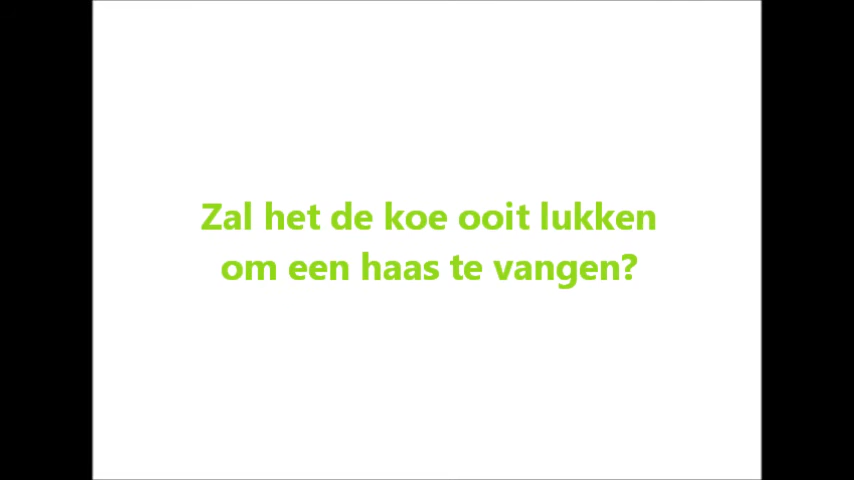 Zal het de koe ooit lukken
om een haas te vangen?